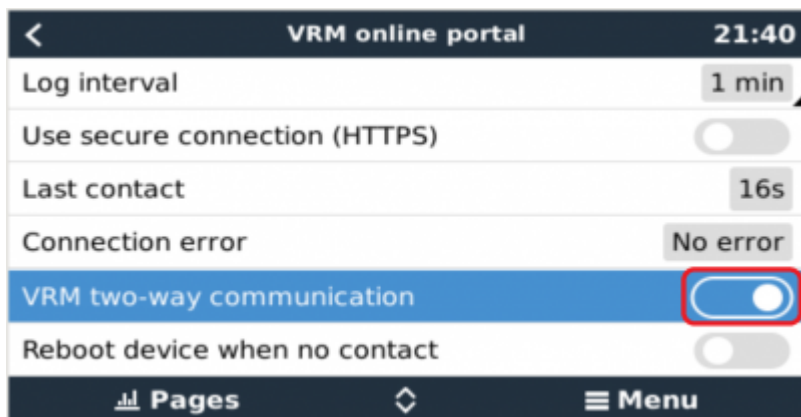 VRM online portal 21:40
Log interval 1 min
Use secure connection (HTTPS)
Last contact 16s
Connection error No error
VRM two-way communication
Reboot device when no contact
Pages Menu